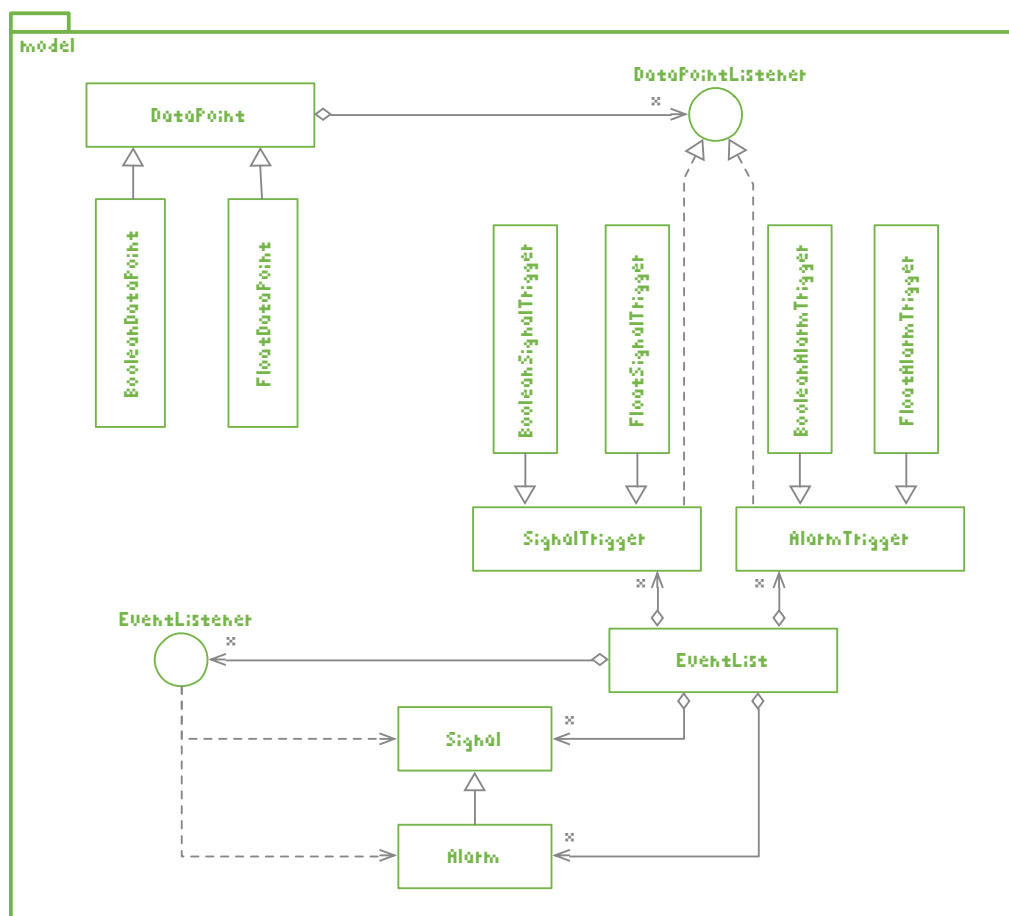 model
DataPointListener
DataPoint
*
BooleanDataPoint
FloatDataPoint
BooleanSignalTrigger
FloatSignalTrigger
BooleanAlarmTrigger
FloatAlarmTrigger
SignalTrigger
AlarmTrigger
*
*
EventListener
*
EventList
*
Signal
*
Alarm